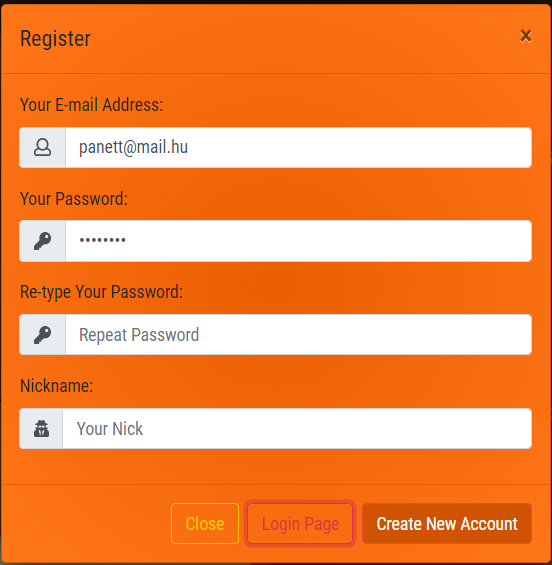 Register
×
Your E-mail Address:
panett@mail.hu
Your Password:
••••••••
Re-type Your Password:
Repeat Password
Nickname:
Your Nick
Close
Login Page
Create New Account